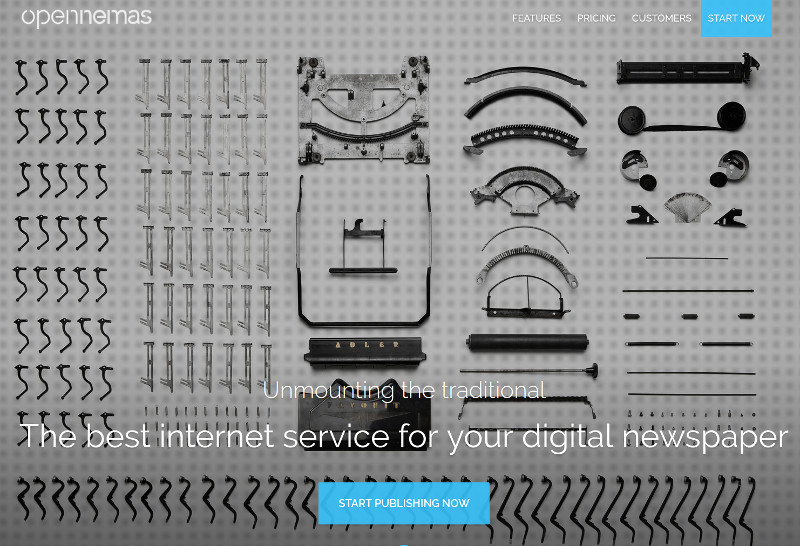 opennemas
FEATURES PRICING CUSTOMERS START NOW
ADLER
Unmounting the traditional
FAVORIT
The best internet service for your digital newspaper
START PUBLISHING NOW